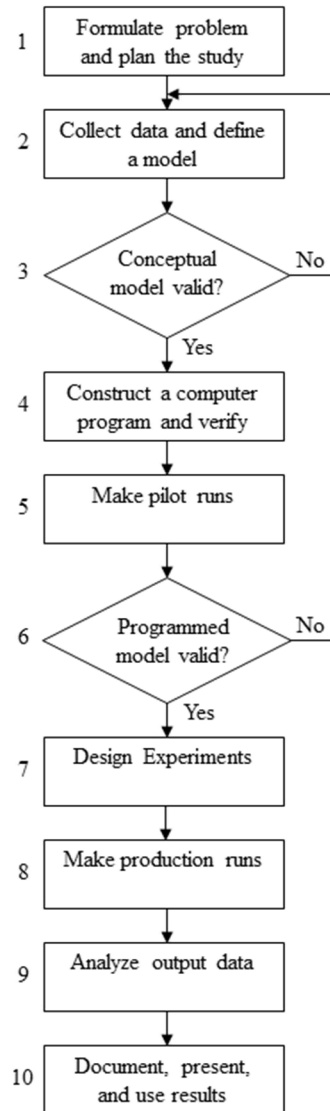 1
Formulate problem
and plan the study
2
Collect data and define
a model
3
Conceptual
model valid?
No
Yes
4
Construct a computer
program and verify
5
Make pilot runs
6
Programmed
model valid?
No
Yes
7
Design Experiments
8
Make production runs
9
Analyze output data
10
Document, present,
and use results